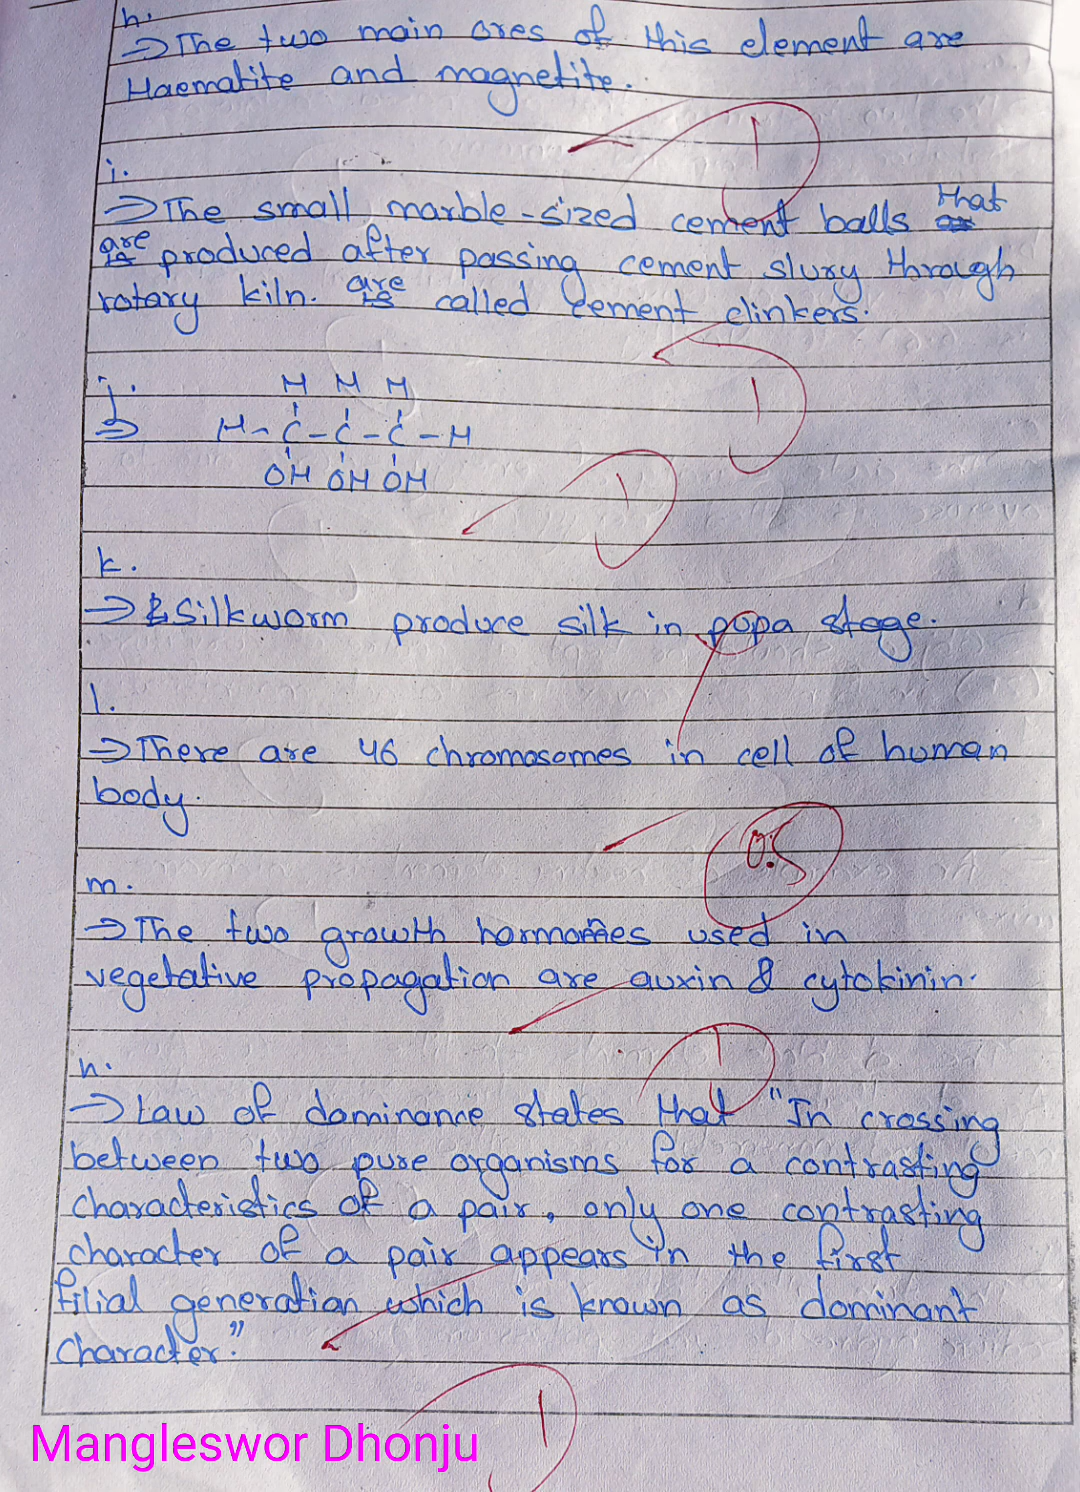 h.
→ The two main ores of this element are
Haematite and magnetite.
1
i.
→ The small marble-sized cement balls that
are produced after passing cement slury through
rotary kiln. are called cement clinkers.
1
j.
H H H
→ H-C-C-C-H
OH OH OH
1
k.
→ Silkworm produce silk in pupa stage.
l.
→ There are 46 chromosomes in cell of human
body.
0.5
m.
→ The two growth hormones used in
vegetative propagation are auxin & cytokinin.
1
n.
→ Law of dominance states that "In crossing
between two pure organisms for a contrasting
characteristics of a pair, only one contrasting
character of a pair appears in the first
filial generation which is known as dominant
character."
1
Mangleswor Dhonju